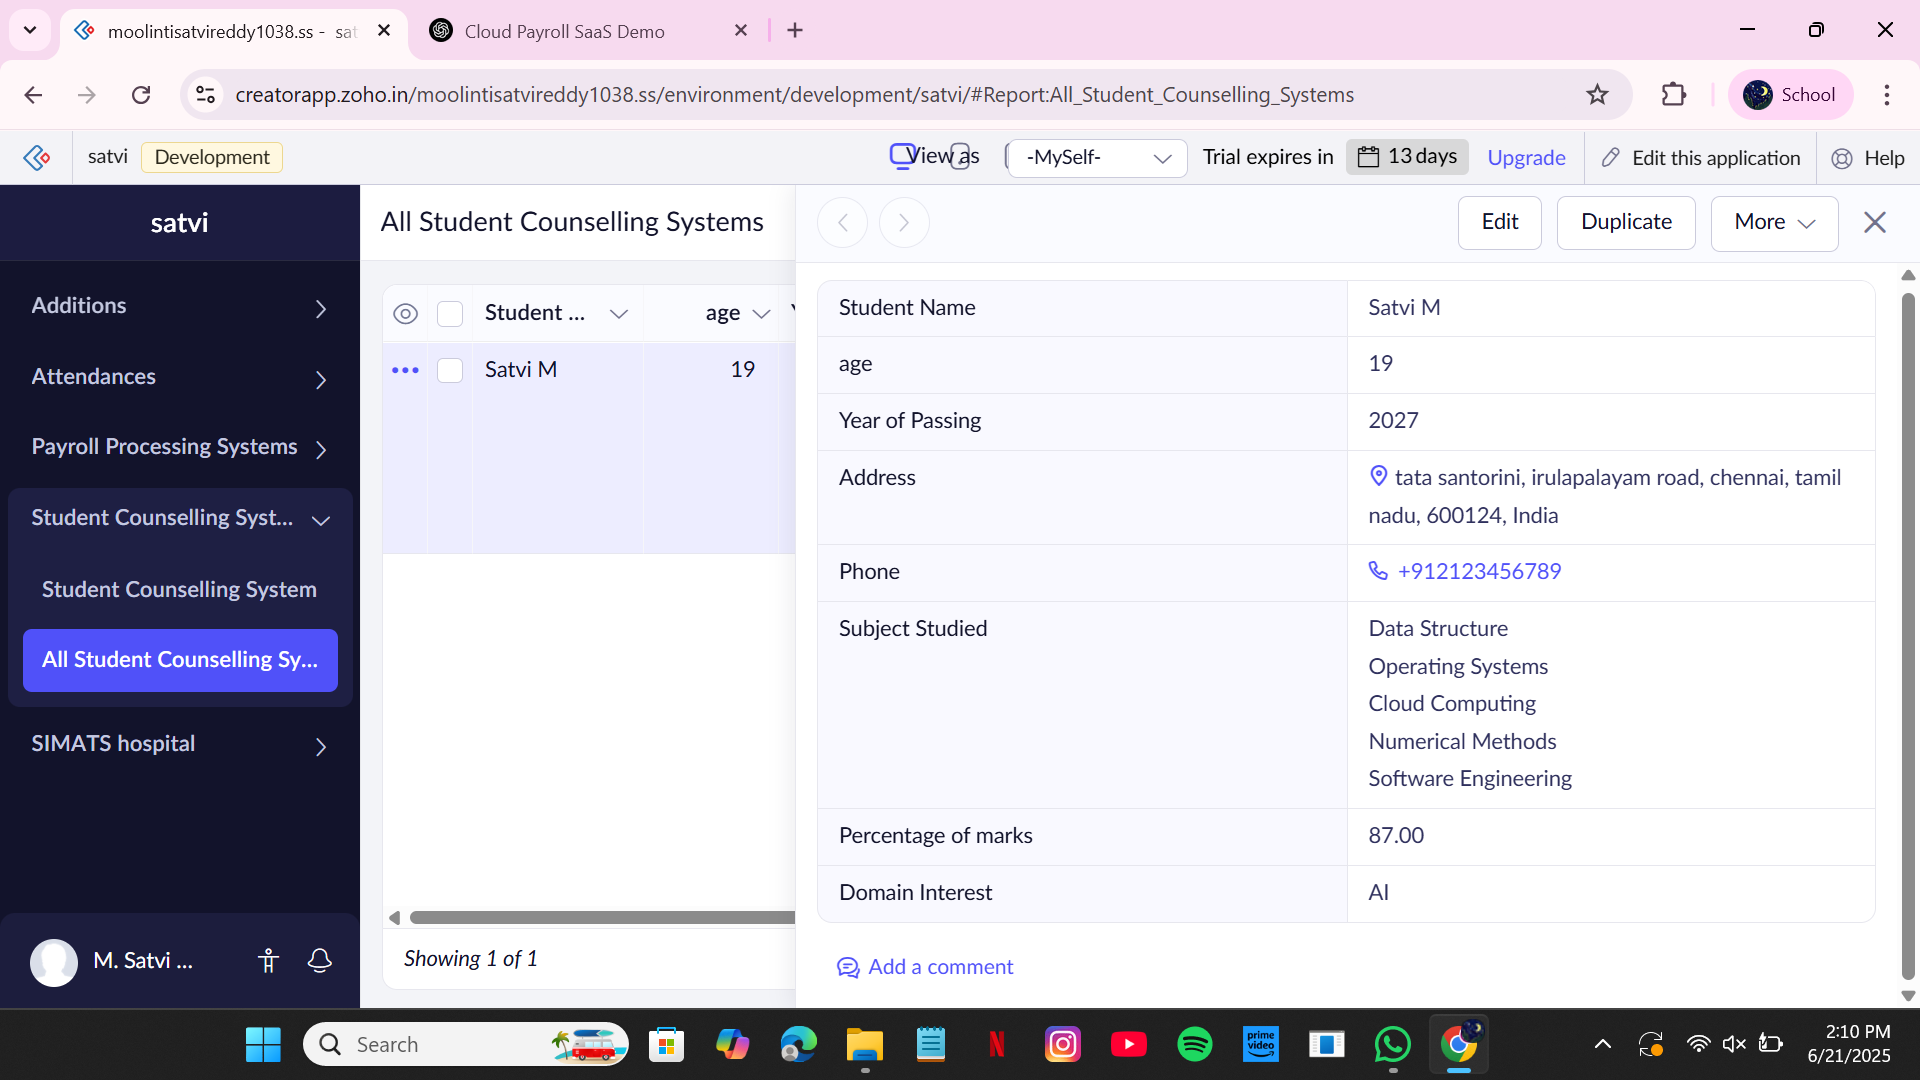 moolintisatvireddy1038.ss - sat
Cloud Payroll SaaS Demo
creatorapp.zoho.in/moolintisatvireddy1038.ss/environment/development/satvi/#Report:All_Student_Counselling_Systems
School
satvi
Development
View as
-MySelf-
Trial expires in
13 days
Upgrade
Edit this application
Help
satvi
Additions
Attendances
Payroll Processing Systems
Student Counselling Syst...
Student Counselling System
All Student Counselling Sy...
SIMATS hospital
M. Satvi ...
All Student Counselling Systems
Student ...
age
Satvi M
19
Showing 1 of 1
Edit
Duplicate
More
Student Name
Satvi M
age
19
Year of Passing
2027
Address
tata santorini, irulapalayam road, chennai, tamil
nadu, 600124, India
Phone
+912123456789
Subject Studied
Data Structure
Operating Systems
Cloud Computing
Numerical Methods
Software Engineering
Percentage of marks
87.00
Domain Interest
AI
Add a comment
Search
prime
video
2:10 PM
6/21/2025